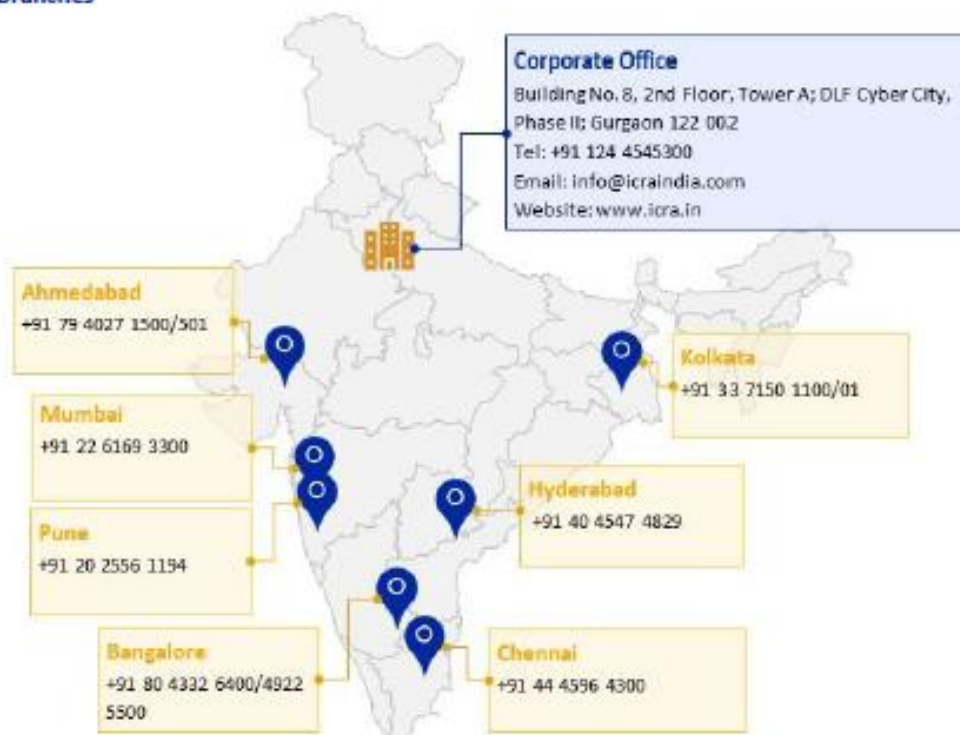 Branches
Corporate Office
Building No. 8, 2nd Floor, Tower A; DLF Cyber City,
Phase II; Gurgaon 122 002
Tel: +91 124 4545300
Email: info@icraindia.com
Website: www.icra.in
Ahmedabad
+91 79 4027 1500/501
Kolkata
+91 33 7150 1100/01
Mumbai
+91 22 6169 3300
Hyderabad
+91 40 4547 4829
Pune
+91 20 2556 1194
Bangalore
+91 80 4332 6400/4922
5500
Chennai
+91 44 4596 4300